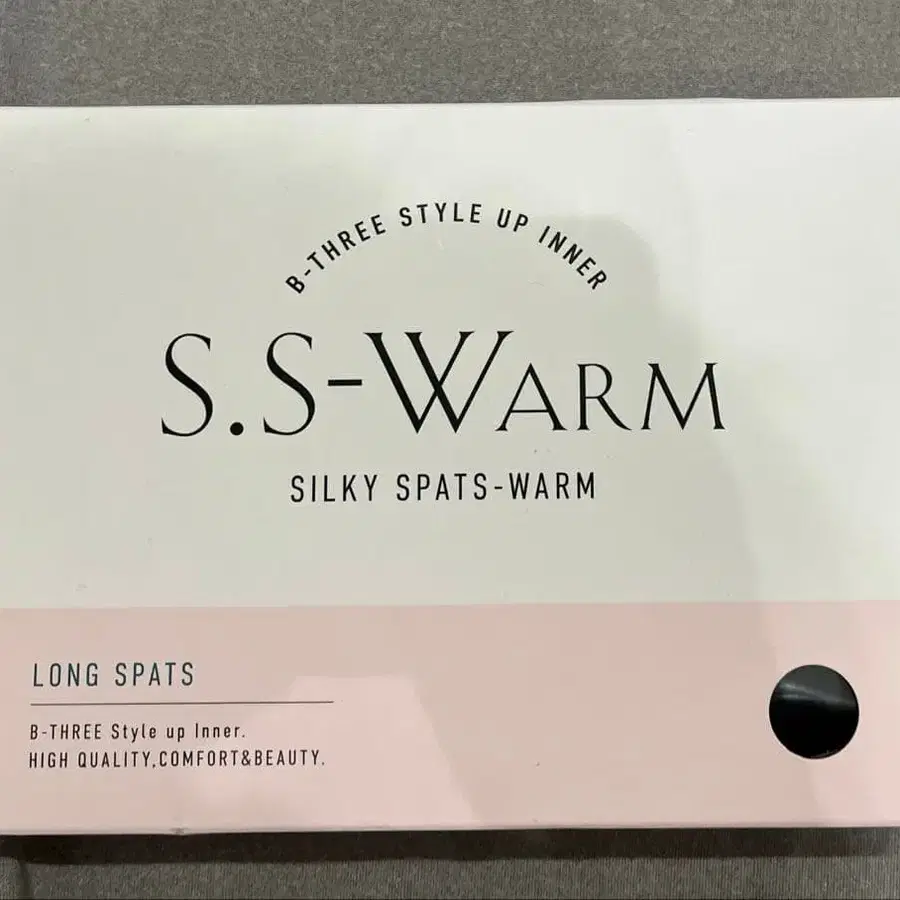 B-THREE STYLE UP INNER
S.S-WARM
SILKY SPATS-WARM
LONG SPATS
B-THREE Style up Inner.
HIGH QUALITY,COMFORT&BEAUTY.